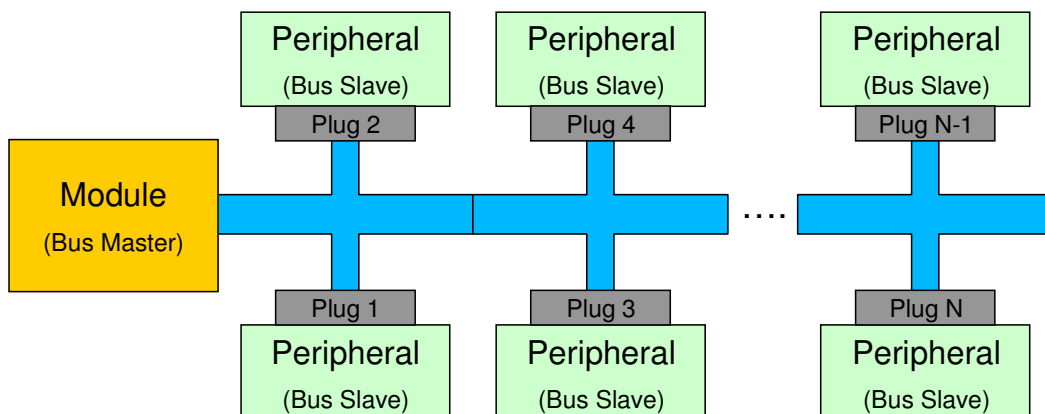 Peripheral
(Bus Slave)
Plug 2
Peripheral
(Bus Slave)
Plug 4
Peripheral
(Bus Slave)
Plug N-1
Module
(Bus Master)
....
Plug 1
Peripheral
(Bus Slave)
Plug 3
Peripheral
(Bus Slave)
Plug N
Peripheral
(Bus Slave)